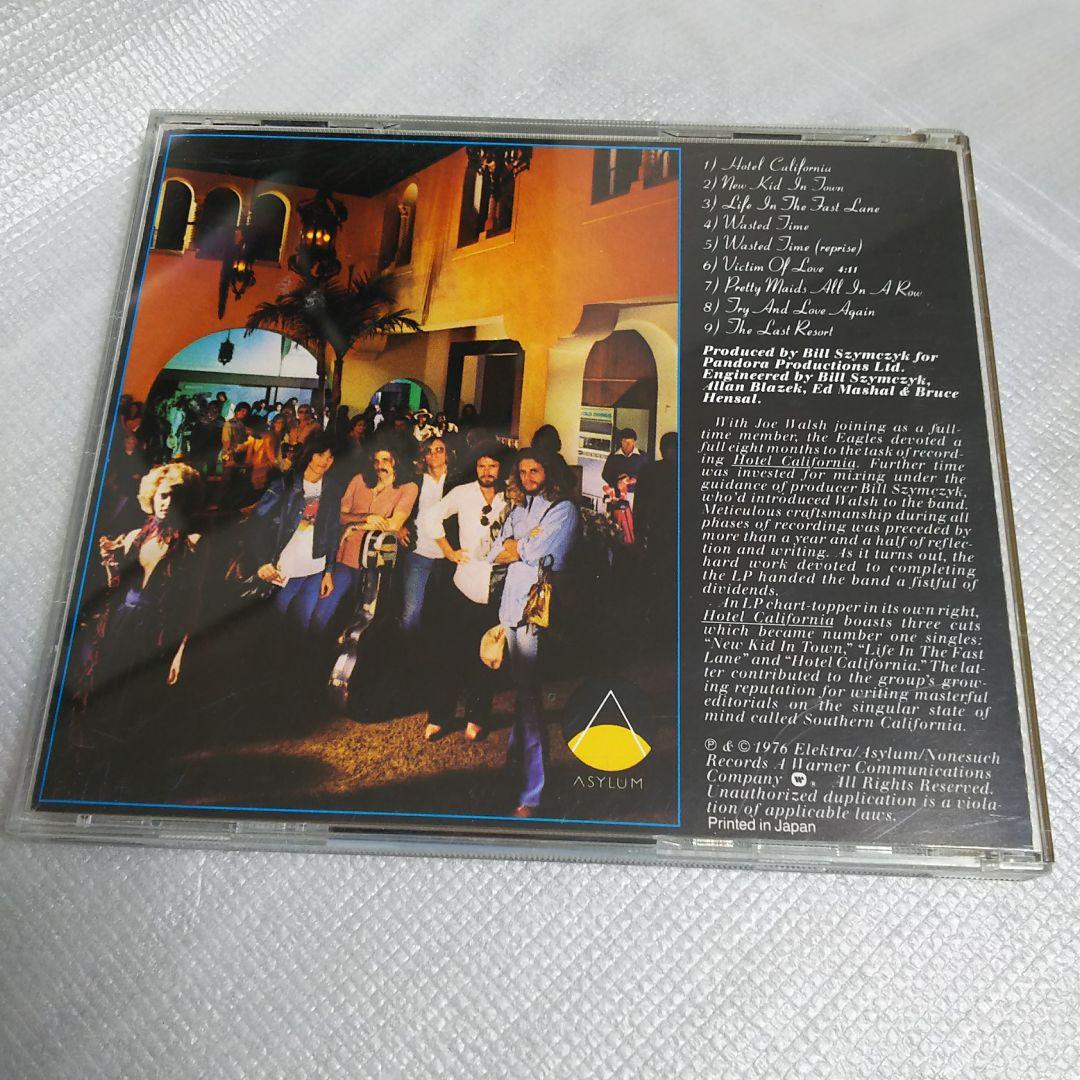 1) Hotel California
2) New Kid In Town
3) Life In The Fast Lane
4) Wasted Time
5) Wasted Time (reprise)
6) Victim Of Love 4:11
7) Pretty Maids All In A Row
8) Try And Love Again
9) The Last Resort
Produced by Bill Szymczyk for
Pandora Productions Ltd.
Engineered by Bill Szymczyk,
Allan Blazek, Ed Mashal & Bruce
Hensal.
With Joe Walsh joining as a full-
time member, the Eagles devoted a
full eight months to the task of record-
ing Hotel California. Further time
was invested for mixing under the
guidance of producer Bill Szymczyk,
who'd introduced Walsh to the band.
Meticulous craftsmanship during all
phases of recording was preceded by
more than a year and a half of reflec-
tion and writing. As it turns out, the
hard work devoted to completing
the LP handed the band a fistful of
dividends.
An LP chart-topper in its own right,
Hotel California boasts three cuts
which became number one singles:
"New Kid In Town," "Life In The Fast
Lane" and "Hotel California." The lat-
ter contributed to the group's grow-
ing reputation for writing masterful
editorials on the singular state of
mind called Southern California.
℗ & © 1976 Elektra/Asylum/Nonesuch
Records A Warner Communications
Company W. All Rights Reserved.
Unauthorized duplication is a viola-
tion of applicable laws.
Printed in Japan
ASYLUM